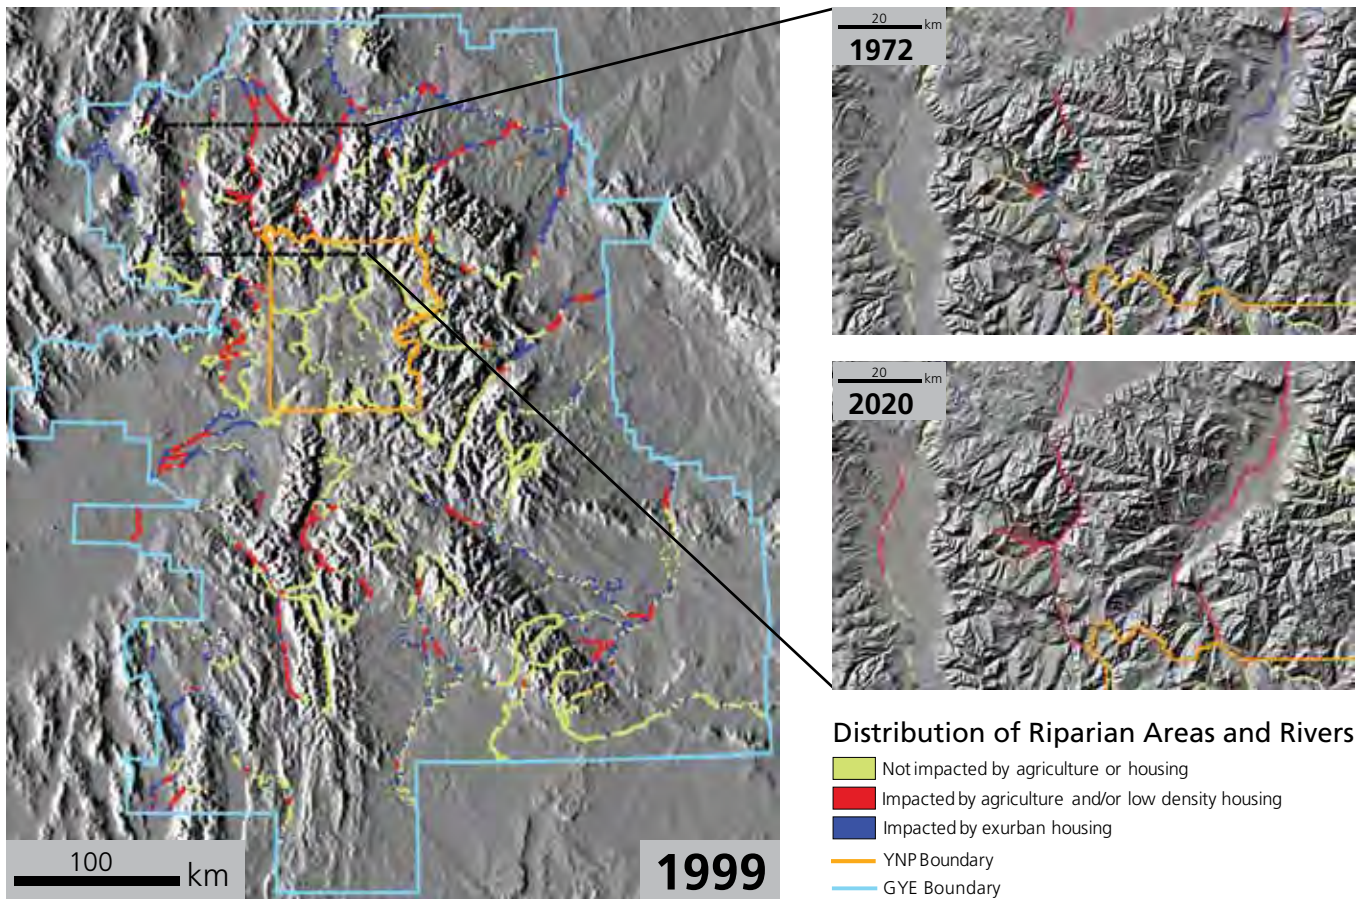 100
km
1999
20
km
1972
20
km
2020
Distribution of Riparian Areas and Rivers
Not impacted by agriculture or housing
Impacted by agriculture and/or low density housing
Impacted by exurban housing
YNP Boundary
GYE Boundary